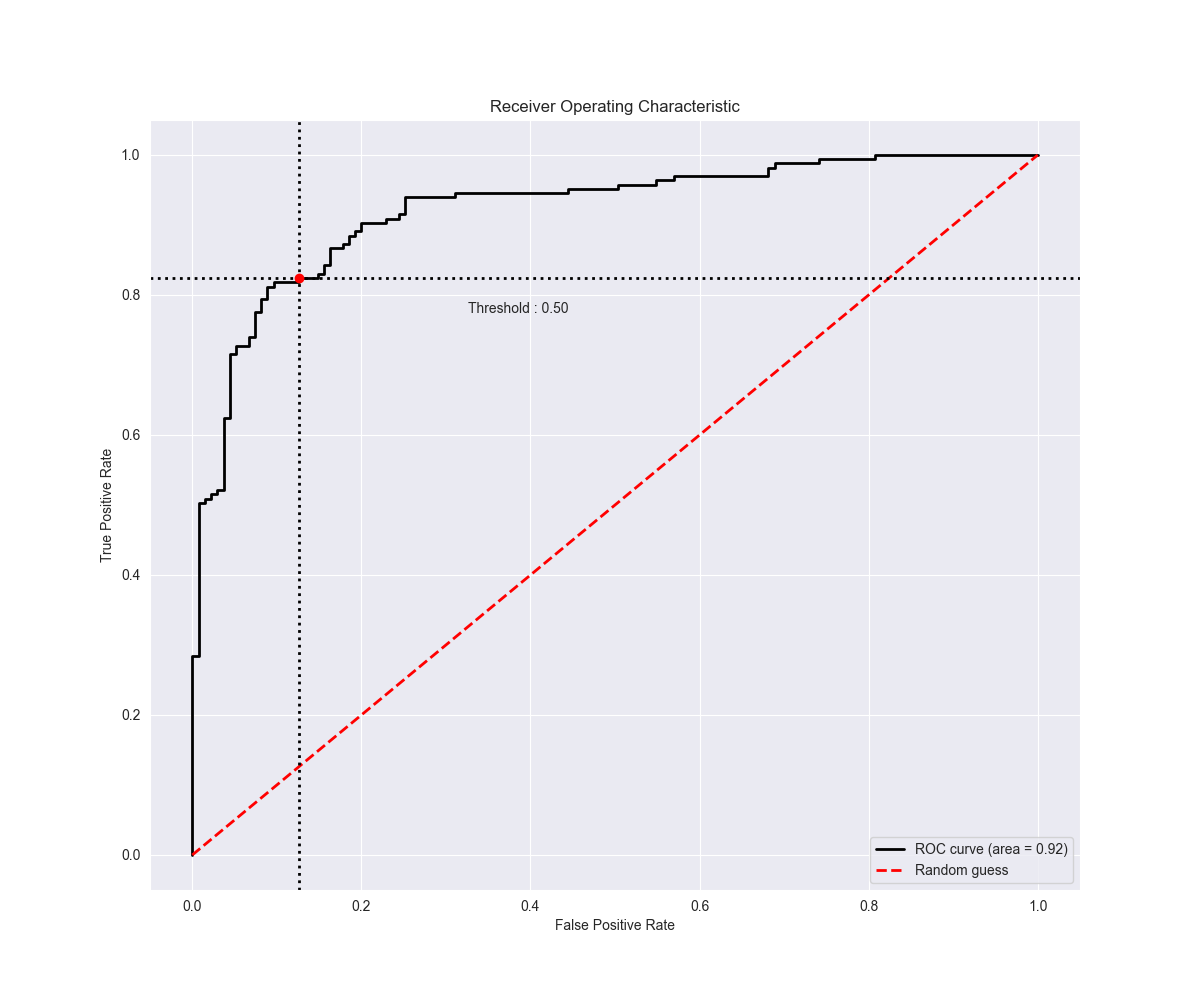 Receiver Operating Characteristic
1.0
0.8
0.6
0.4
0.2
0.0
True Positive Rate
Threshold : 0.50
ROC curve (area = 0.92)
Random guess
0.0 0.2 0.4 0.6 0.8 1.0
False Positive Rate